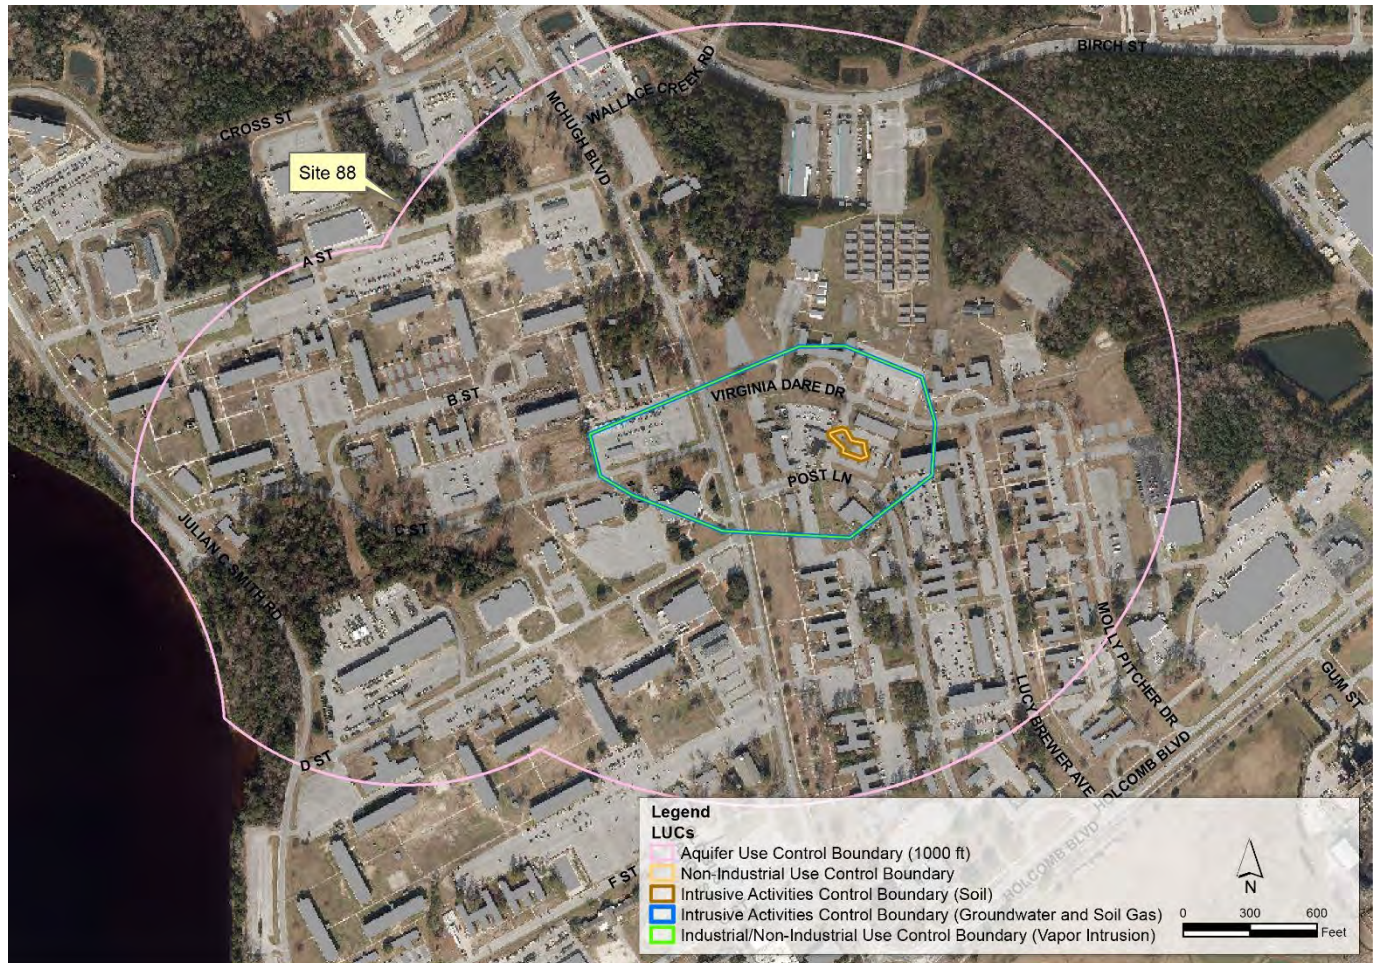 BIRCH ST
WALLACE CREEK RD
MCHUGH BLVD
CROSS ST
Site 88
A ST
VIRGINIA DARE DR
B ST
POST LN
C ST
JULIAN C SMITH RD
MOLLY PITCHER DR
GUM ST
LUCY BREWER AVE
HOLCOMB BLVD
D ST
F ST
HOLCOMB BLVD
Legend
LUCs
Aquifer Use Control Boundary (1000 ft)
Non-Industrial Use Control Boundary
Intrusive Activities Control Boundary (Soil)
Intrusive Activities Control Boundary (Groundwater and Soil Gas)
Industrial/Non-Industrial Use Control Boundary (Vapor Intrusion)
N
0 300 600
Feet